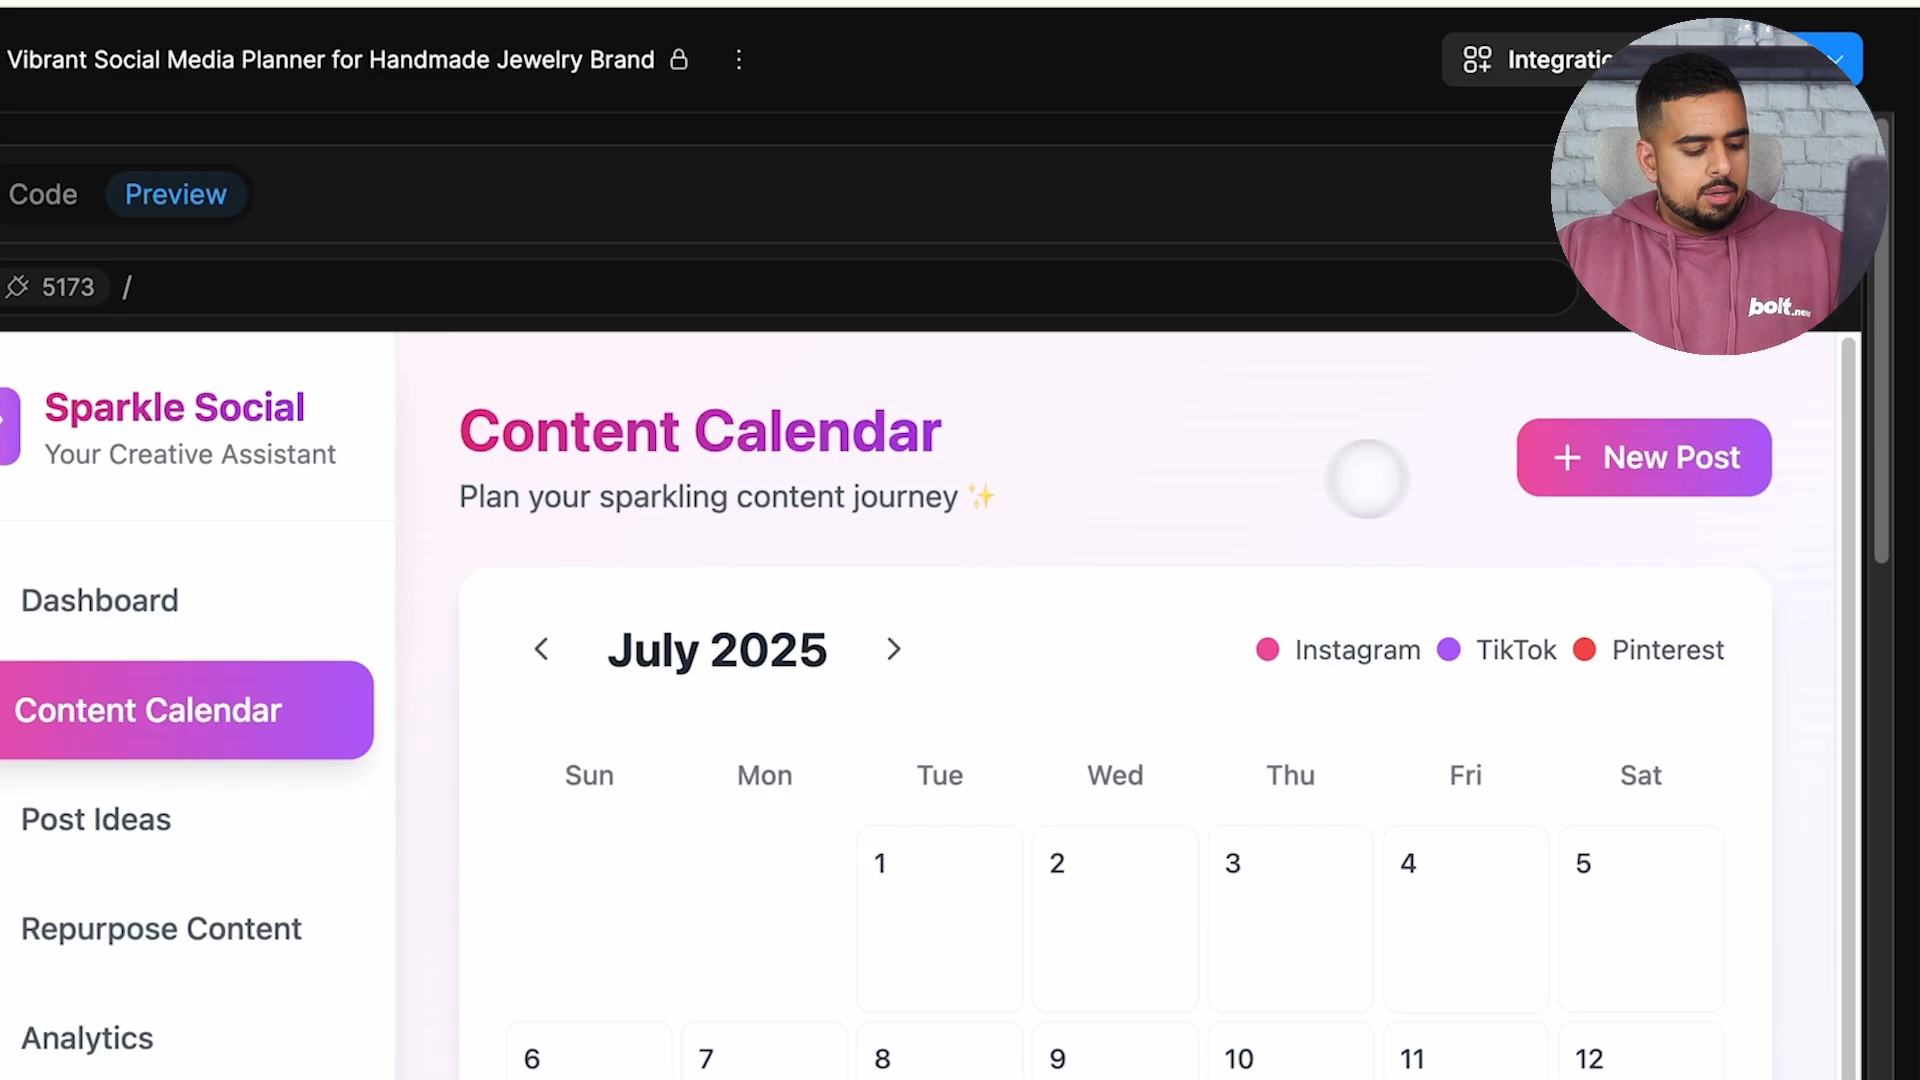 Vibrant Social Media Planner for Handmade Jewelry Brand
Code
Preview
5173 /
bolt.new
Sparkle Social
Your Creative Assistant
Dashboard
Content Calendar
Post Ideas
Repurpose Content
Analytics
Content Calendar
Plan your sparkling content journey ✨
+ New Post
July 2025
Instagram
TikTok
Pinterest
Sun Mon Tue Wed Thu Fri Sat
1 2 3 4 5
6 7 8 9 10 11 12